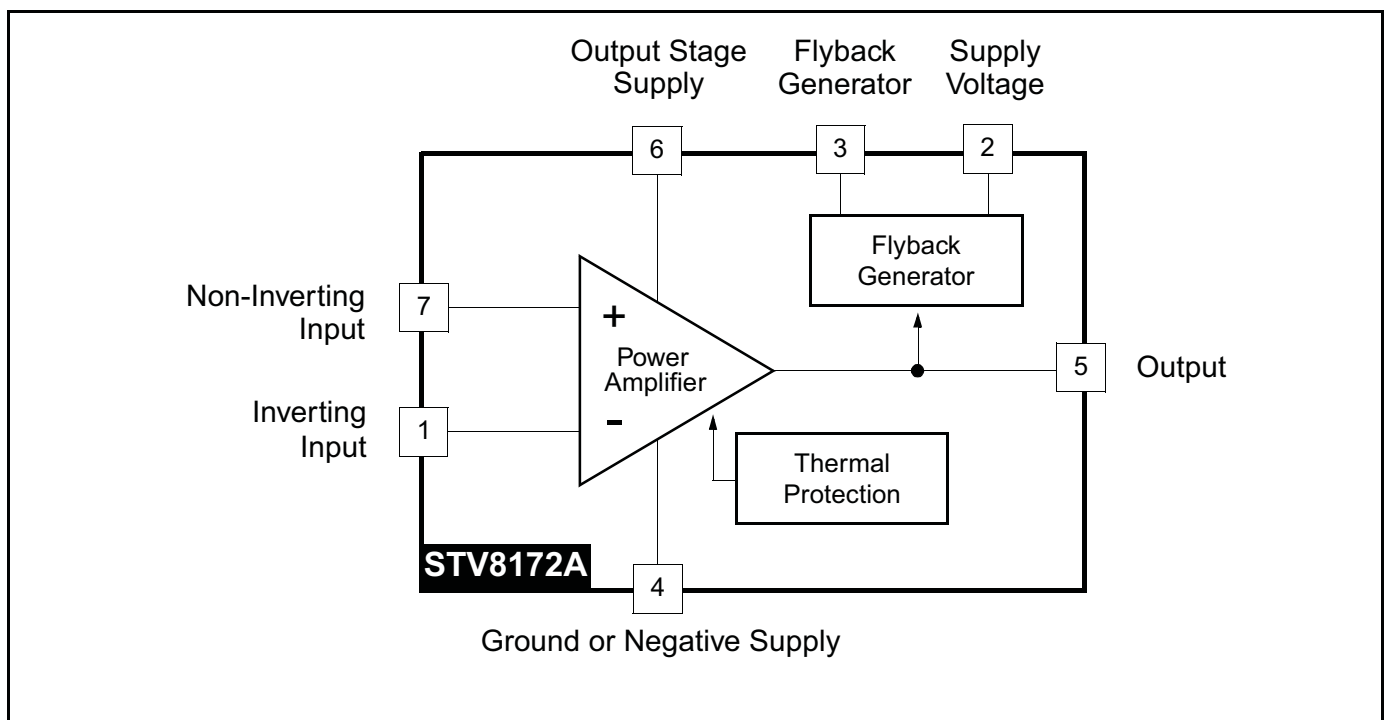 Output Stage
Supply
Flyback
Generator
Supply
Voltage
6
3
2
Flyback
Generator
Non-Inverting
Input
7
+
Power
Amplifier
5
Output
Inverting
Input
1
-
Thermal
Protection
STV8172A
4
Ground or Negative Supply